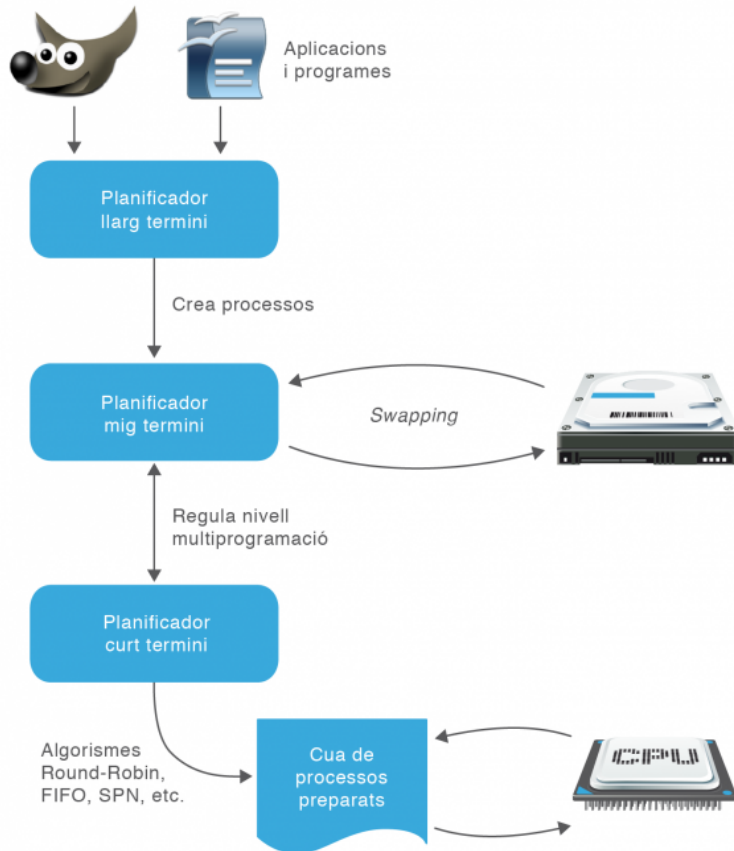 Aplicacions
i programes
Planificador
llarg termini
Crea processos
Planificador
mig termini
Swapping
Regula nivell
multiprogramació
Planificador
curt termini
Algorismes
Round-Robin,
FIFO, SPN, etc.
Cua de
processos
preparats
CPU